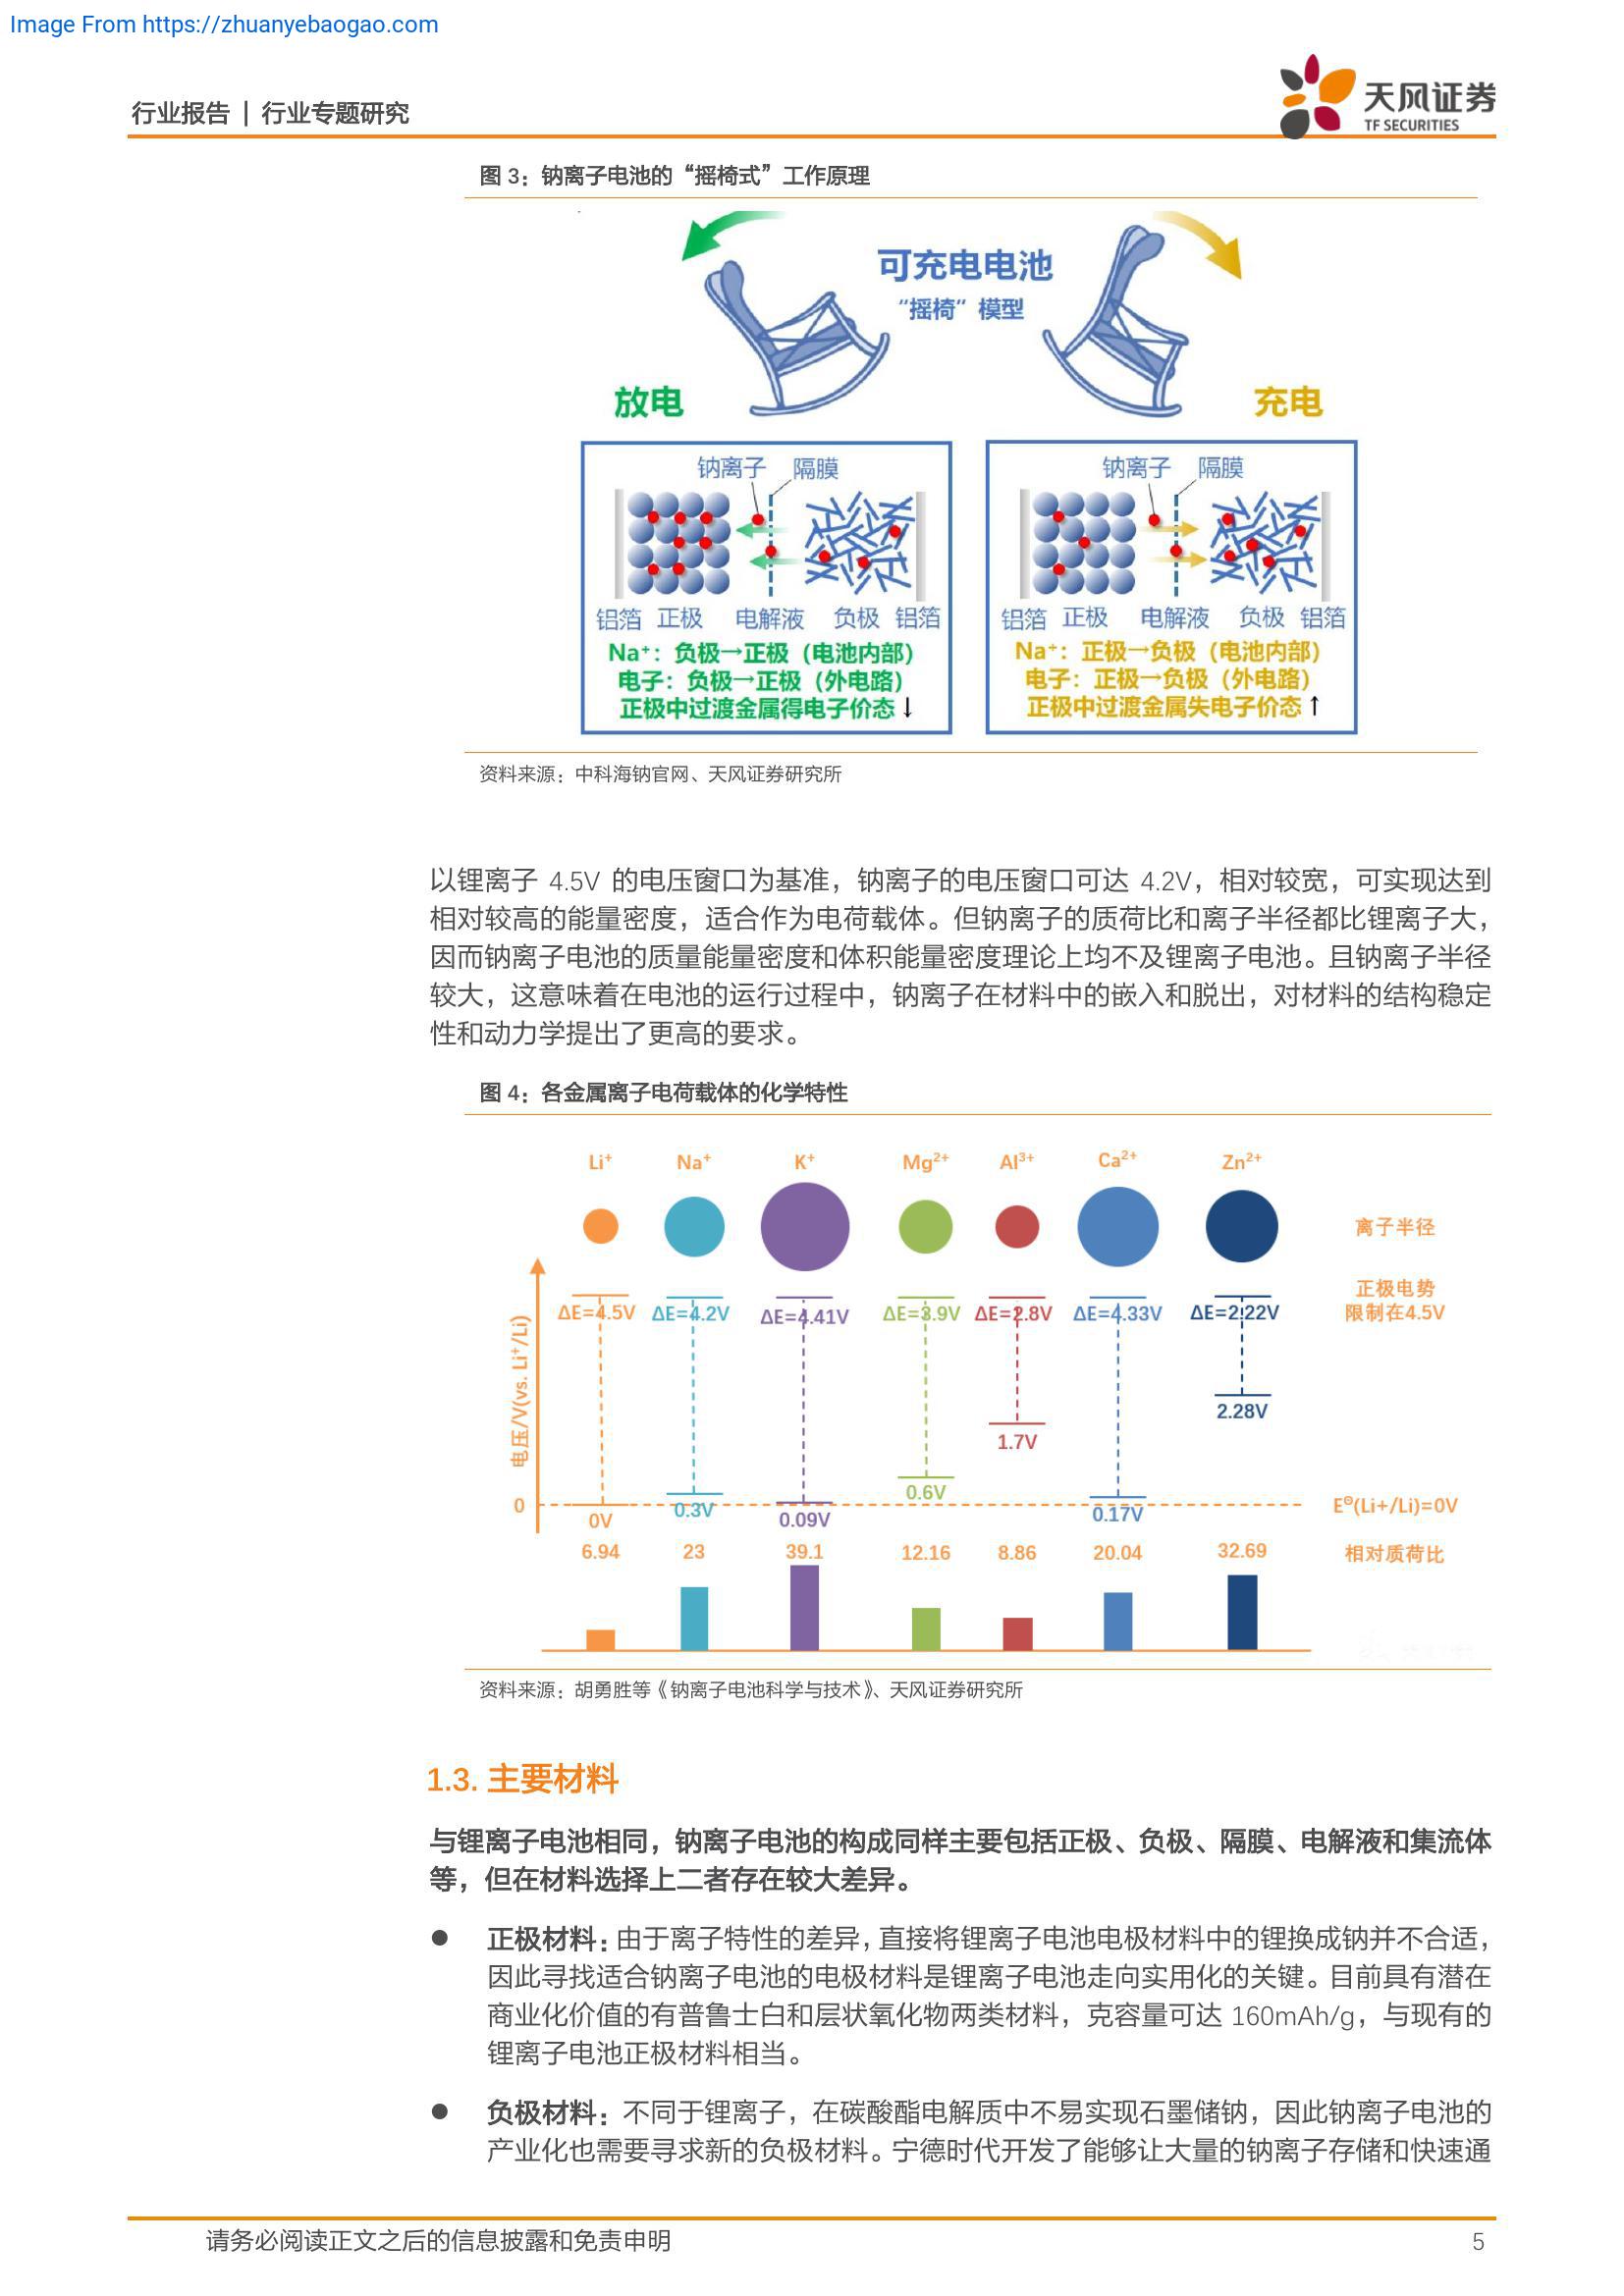 Image From https://zhuanyebaogao.com
行业报告 | 行业专题研究
天风证券
TF SECURITIES
图 3：钠离子电池的“摇椅式”工作原理
可充电电池
“摇椅”模型
放电
充电
钠离子 隔膜
铝箔 正极 电解液 负极 铝箔
Na⁺：负极→正极（电池内部）
电子：负极→正极（外电路）
正极中过渡金属得电子价态↓
钠离子 隔膜
铝箔 正极 电解液 负极 铝箔
Na⁺：正极→负极（电池内部）
电子：正极→负极（外电路）
正极中过渡金属失电子价态↑
资料来源：中科海钠官网、天风证券研究所
以锂离子 4.5V 的电压窗口为基准，钠离子的电压窗口可达 4.2V，相对较宽，可实现达到
相对较高的能量密度，适合作为电荷载体。但钠离子的质荷比和离子半径都比锂离子大，
因而钠离子电池的质量能量密度和体积能量密度理论上均不及锂离子电池。且钠离子半径
较大，这意味着在电池的运行过程中，钠离子在材料中的嵌入和脱出，对材料的结构稳定
性和动力学提出了更高的要求。
图 4：各金属离子电荷载体的化学特性
Li⁺ Na⁺ K⁺ Mg²⁺ Al³⁺ Ca²⁺ Zn²⁺
离子半径
正极电势
限制在4.5V
ΔE=4.5V ΔE=4.2V ΔE=4.41V ΔE=3.9V ΔE=2.8V ΔE=4.33V ΔE=2.22V
电压/V(vs. Li⁺/Li)
2.28V
1.7V
0.6V
0 0V 0.3V 0.09V 0.17V E⊖(Li+/Li)=0V
6.94 23 39.1 12.16 8.86 20.04 32.69 相对质荷比
资料来源：胡勇胜等《钠离子电池科学与技术》、天风证券研究所
1.3. 主要材料
与锂离子电池相同，钠离子电池的构成同样主要包括正极、负极、隔膜、电解液和集流体
等，但在材料选择上二者存在较大差异。
● 正极材料：由于离子特性的差异，直接将锂离子电池电极材料中的锂换成钠并不合适，
因此寻找适合钠离子电池的电极材料是锂离子电池走向实用化的关键。目前具有潜在
商业化价值的有普鲁士白和层状氧化物两类材料，克容量可达 160mAh/g，与现有的
锂离子电池正极材料相当。
● 负极材料：不同于锂离子，在碳酸酯电解质中不易实现石墨储钠，因此钠离子电池的
产业化也需要寻求新的负极材料。宁德时代开发了能够让大量的钠离子存储和快速通
请务必阅读正文之后的信息披露和免责申明 5